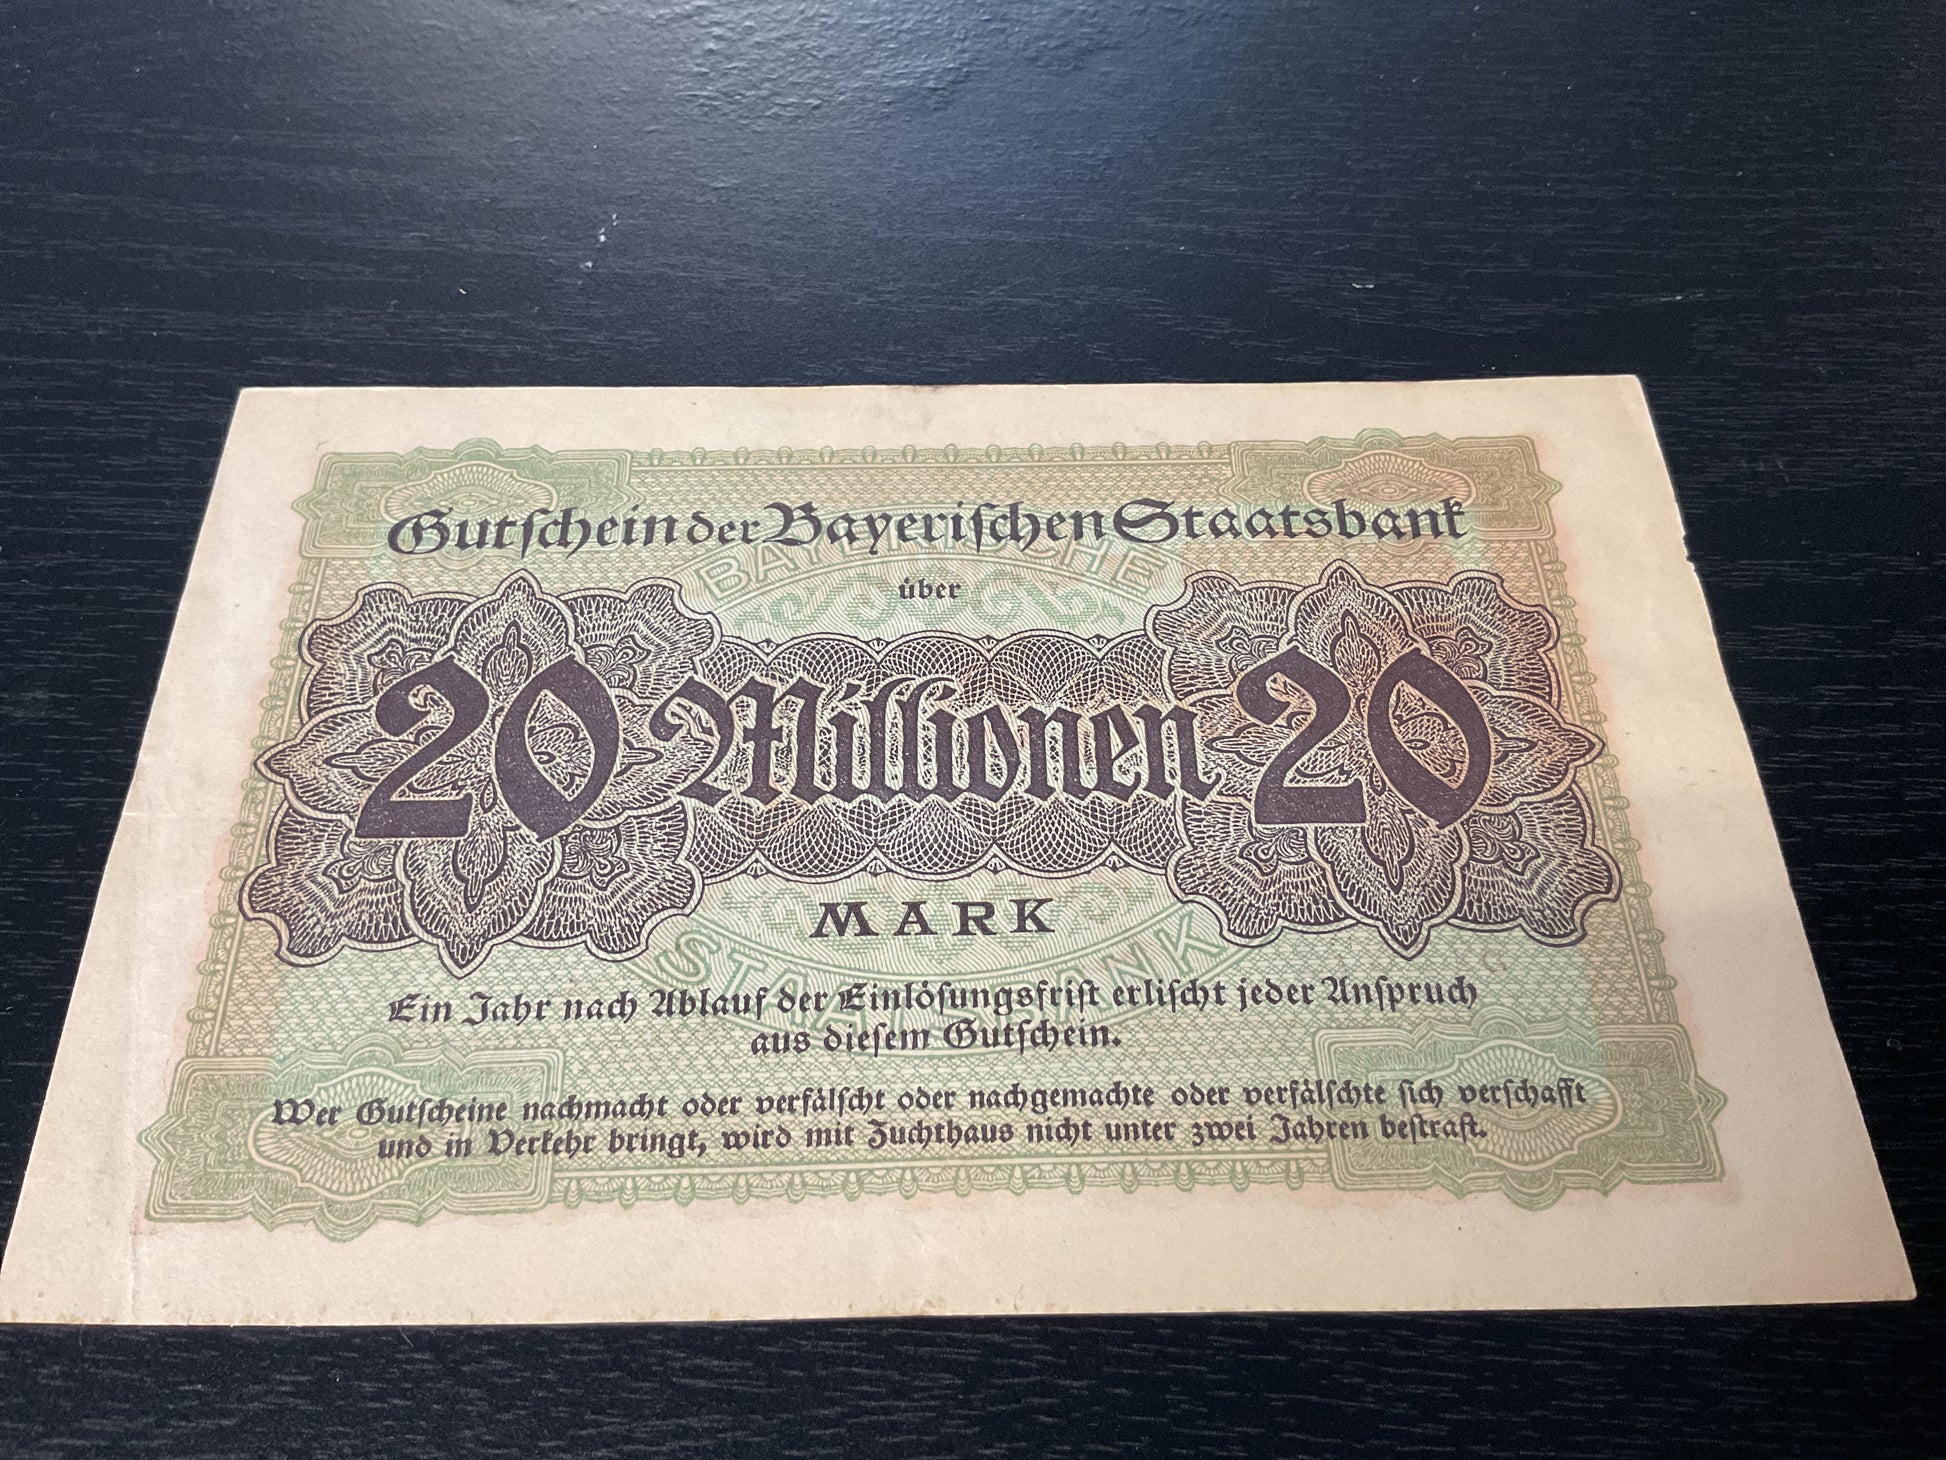 Gutschein der Bayerischen Staatsbank
BAYERISCHE
über
20 Millionen 20
MARK
STAATSBANK
Ein Jahr nach Ablauf der Einlösungsfrist erlischt jeder Anspruch
aus diesem Gutschein.
Wer Gutscheine nachmacht oder verfälscht oder nachgemachte oder verfälschte sich verschafft
und in Verkehr bringt, wird mit Zuchthaus nicht unter zwei Jahren bestraft.